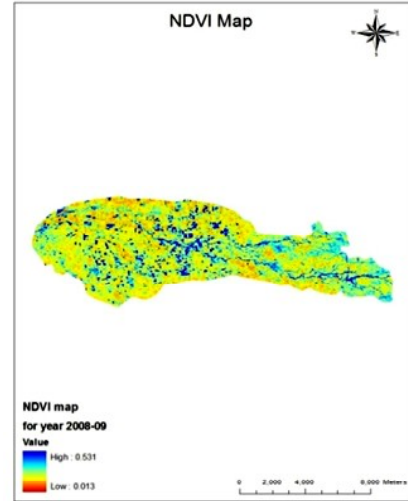 NDVI Map
N
E
S
NDVI map
for year 2008-09
Value
High : 0.531
Low : 0.013
0 2,000 4,000 8,000 Meters